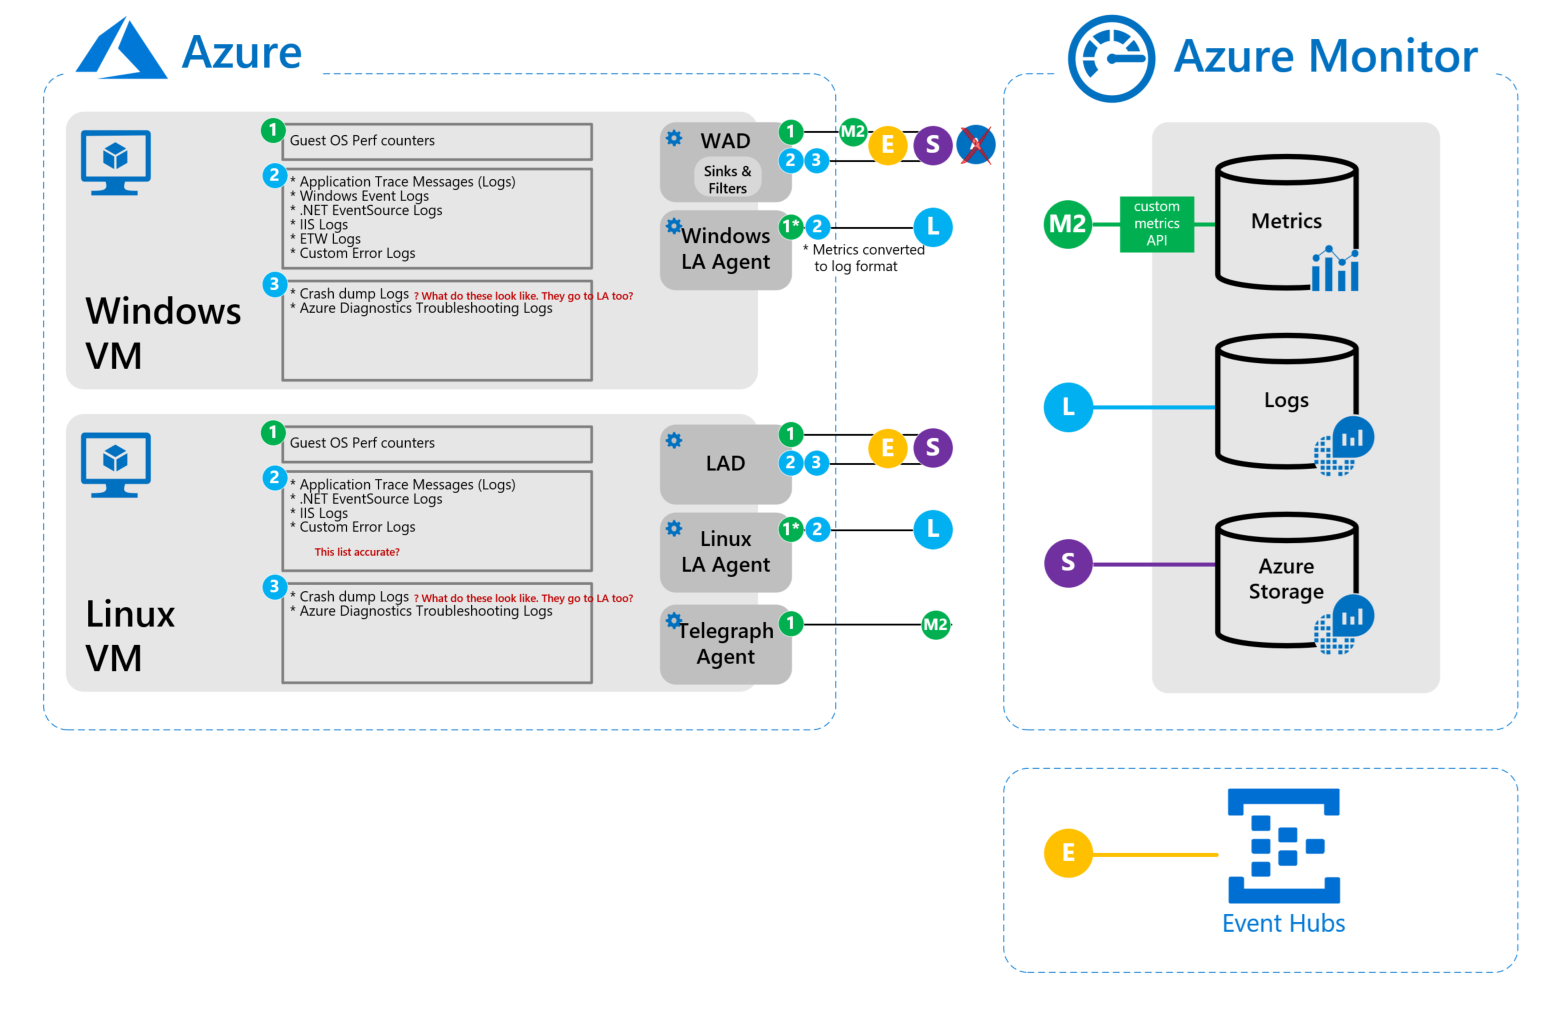 Azure
Azure Monitor
1
Guest OS Perf counters
2
* Application Trace Messages (Logs)
* Windows Event Logs
* .NET EventSource Logs
* IIS Logs
* ETW Logs
* Custom Error Logs
3
* Crash dump Logs ? What do these look like. They go to LA too?
* Azure Diagnostics Troubleshooting Logs
Windows
VM
WAD
Sinks &
Filters
1
M2
2 3
E
S
Windows
LA Agent
1* 2
L
* Metrics converted
to log format
1
Guest OS Perf counters
2
* Application Trace Messages (Logs)
* .NET EventSource Logs
* IIS Logs
* Custom Error Logs
This list accurate?
3
* Crash dump Logs ? What do these look like. They go to LA too?
* Azure Diagnostics Troubleshooting Logs
Linux
VM
LAD
1
2 3
E
S
Linux
LA Agent
1* 2
L
Telegraph
Agent
1
M2
M2
custom
metrics
API
Metrics
L
Logs
S
Azure
Storage
E
Event Hubs